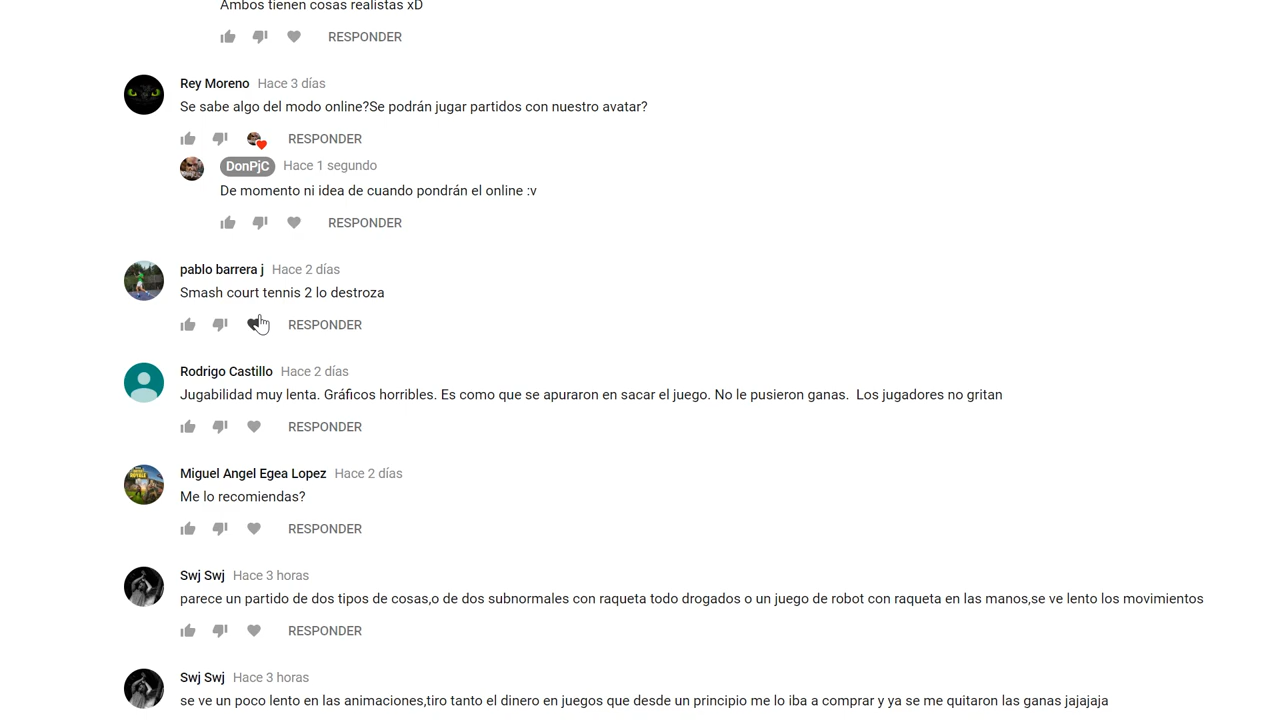 Ambos tienen cosas realistas xD
RESPONDER
Rey Moreno Hace 3 días
Se sabe algo del modo online?Se podrán jugar partidos con nuestro avatar?
RESPONDER
DonPjC Hace 1 segundo
De momento ni idea de cuando pondrán el online :v
RESPONDER
pablo barrera j Hace 2 días
Smash court tennis 2 lo destroza
RESPONDER
Rodrigo Castillo Hace 2 días
Jugabilidad muy lenta. Gráficos horribles. Es como que se apuraron en sacar el juego. No le pusieron ganas.  Los jugadores no gritan
RESPONDER
Miguel Angel Egea Lopez Hace 2 días
Me lo recomiendas?
RESPONDER
Swj Swj Hace 3 horas
parece un partido de dos tipos de cosas,o de dos subnormales con raqueta todo drogados o un juego de robot con raqueta en las manos,se ve lento los movimientos
RESPONDER
Swj Swj Hace 3 horas
se ve un poco lento en las animaciones,tiro tanto el dinero en juegos que desde un principio me lo iba a comprar y ya se me quitaron las ganas jajajaja